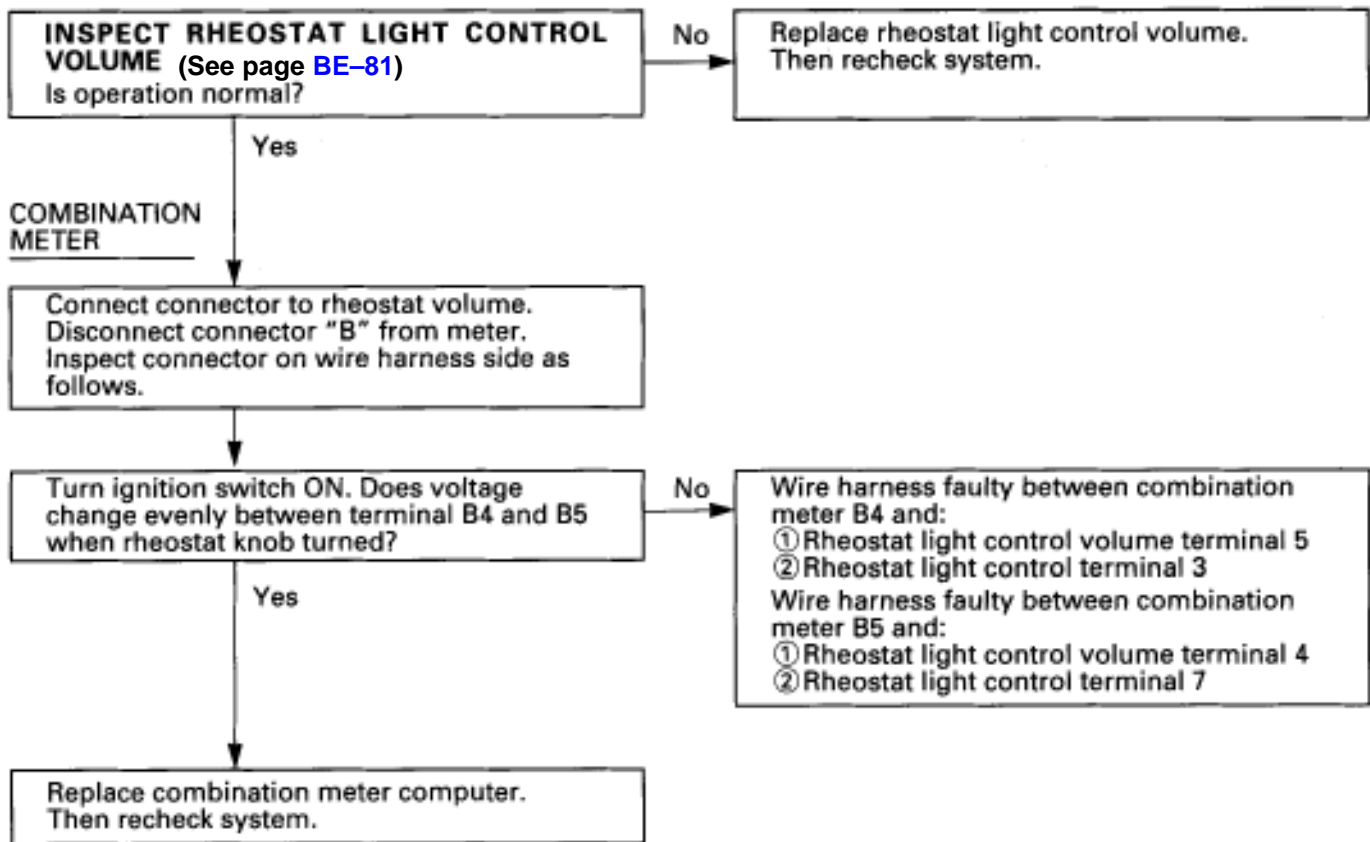 INSPECT RHEOSTAT LIGHT CONTROL
VOLUME (See page BE–81)
Is operation normal?
No
Replace rheostat light control volume.
Then recheck system.
Yes
COMBINATION
METER
Connect connector to rheostat volume.
Disconnect connector "B" from meter.
Inspect connector on wire harness side as
follows.
Turn ignition switch ON. Does voltage
change evenly between terminal B4 and B5
when rheostat knob turned?
No
Wire harness faulty between combination
meter B4 and:
①Rheostat light control volume terminal 5
②Rheostat light control terminal 3
Wire harness faulty between combination
meter B5 and:
①Rheostat light control volume terminal 4
②Rheostat light control terminal 7
Yes
Replace combination meter computer.
Then recheck system.